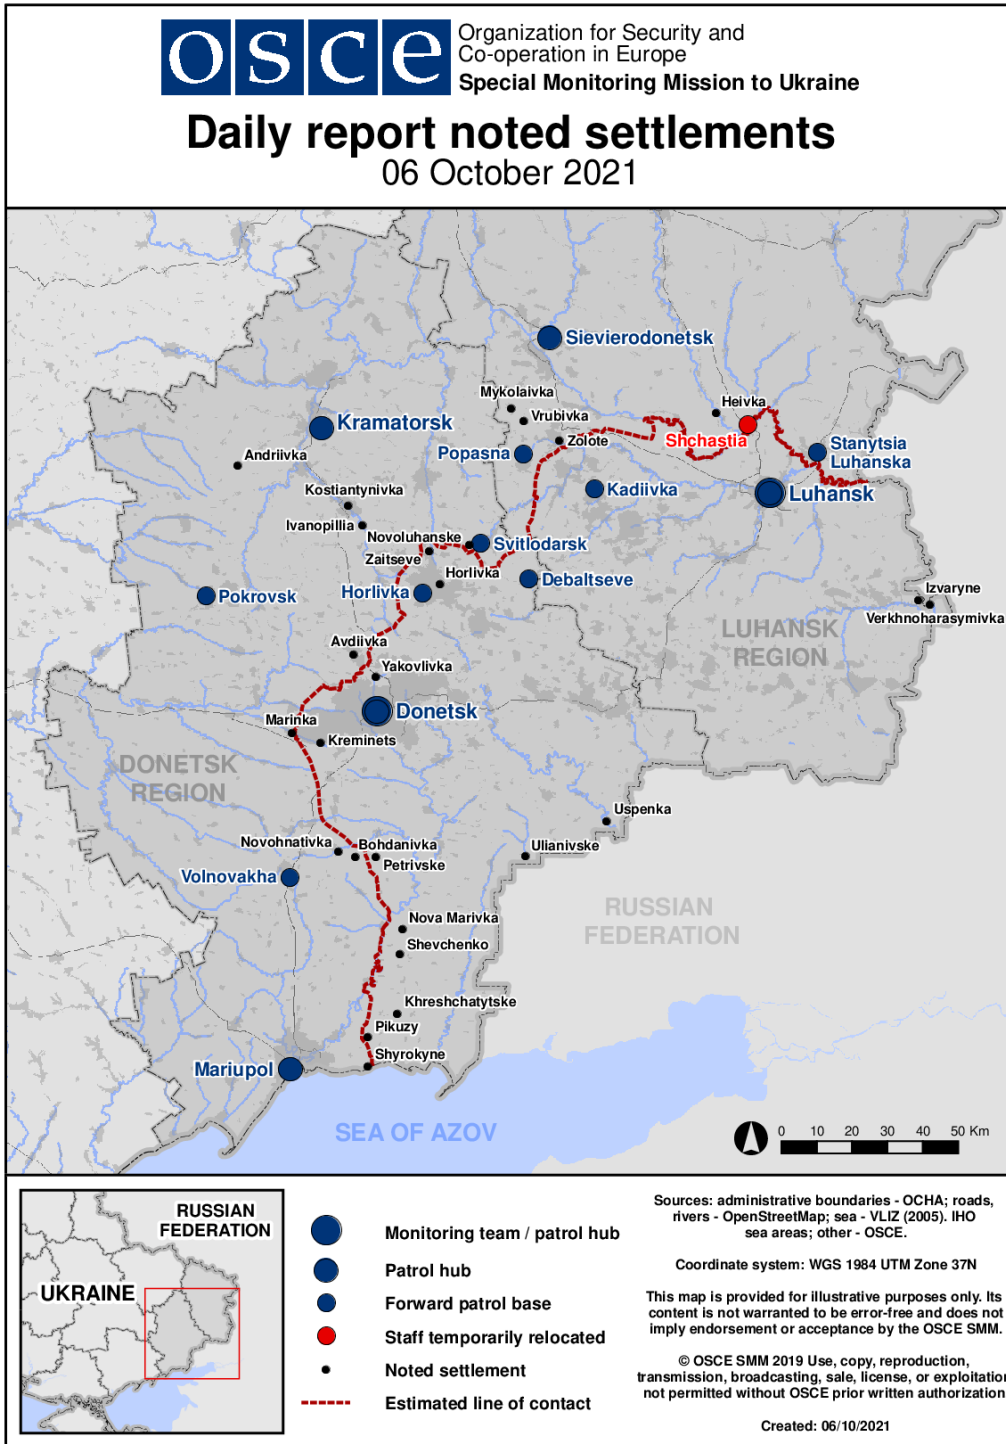 osce
Organization for Security and
Co-operation in Europe
Special Monitoring Mission to Ukraine
Daily report noted settlements
06 October 2021
Sievierodonetsk
Mykolaivka
Heivka
Vrubivka
Kramatorsk
Zolote
Shchastia
Stanytsia
Luhanska
Popasna
Andriivka
Kadiivka
Luhansk
Kostiantynivka
Ivanopillia
Novoluhanske
Svitlodarsk
Zaitseve
Horlivka
Debaltseve
Horlivka
Pokrovsk
Izvaryne
Verkhnoharasymivka
LUHANSK
REGION
Avdiivka
Yakovlivka
Donetsk
Marinka
Kreminets
DONETSK
REGION
Uspenka
Novohnativka
Bohdanivka
Ulianivske
Petrivske
Volnovakha
RUSSIAN
FEDERATION
Nova Marivka
Shevchenko
Khreshchatytske
Pikuzy
Shyrokyne
Mariupol
SEA OF AZOV
0 10 20 30 40 50 Km
RUSSIAN
FEDERATION
UKRAINE
Monitoring team / patrol hub
Patrol hub
Forward patrol base
Staff temporarily relocated
Noted settlement
Estimated line of contact
Sources: administrative boundaries - OCHA; roads,
rivers - OpenStreetMap; sea - VLIZ (2005). IHO
sea areas; other - OSCE.
Coordinate system: WGS 1984 UTM Zone 37N
This map is provided for illustrative purposes only. Its
content is not warranted to be error-free and does not
imply endorsement or acceptance by the OSCE SMM.
© OSCE SMM 2019 Use, copy, reproduction,
transmission, broadcasting, sale, license, or exploitation
not permitted without OSCE prior written authorization
Created: 06/10/2021